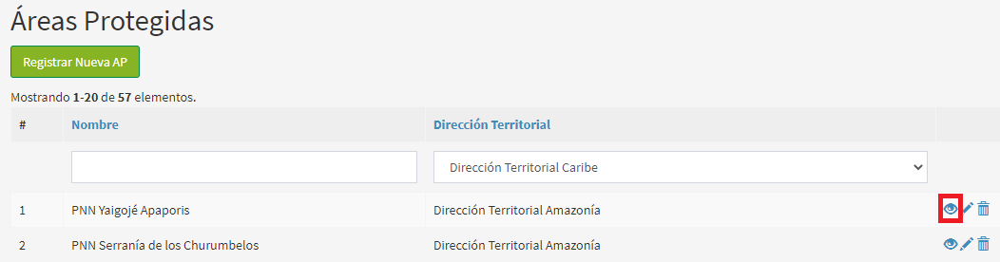 Áreas Protegidas
Registrar Nueva AP
Mostrando 1-20 de 57 elementos.
# Nombre Dirección Territorial
Dirección Territorial Caribe
1 PNN Yaigojé Apaporis Dirección Territorial Amazonía
2 PNN Serranía de los Churumbelos Dirección Territorial Amazonía